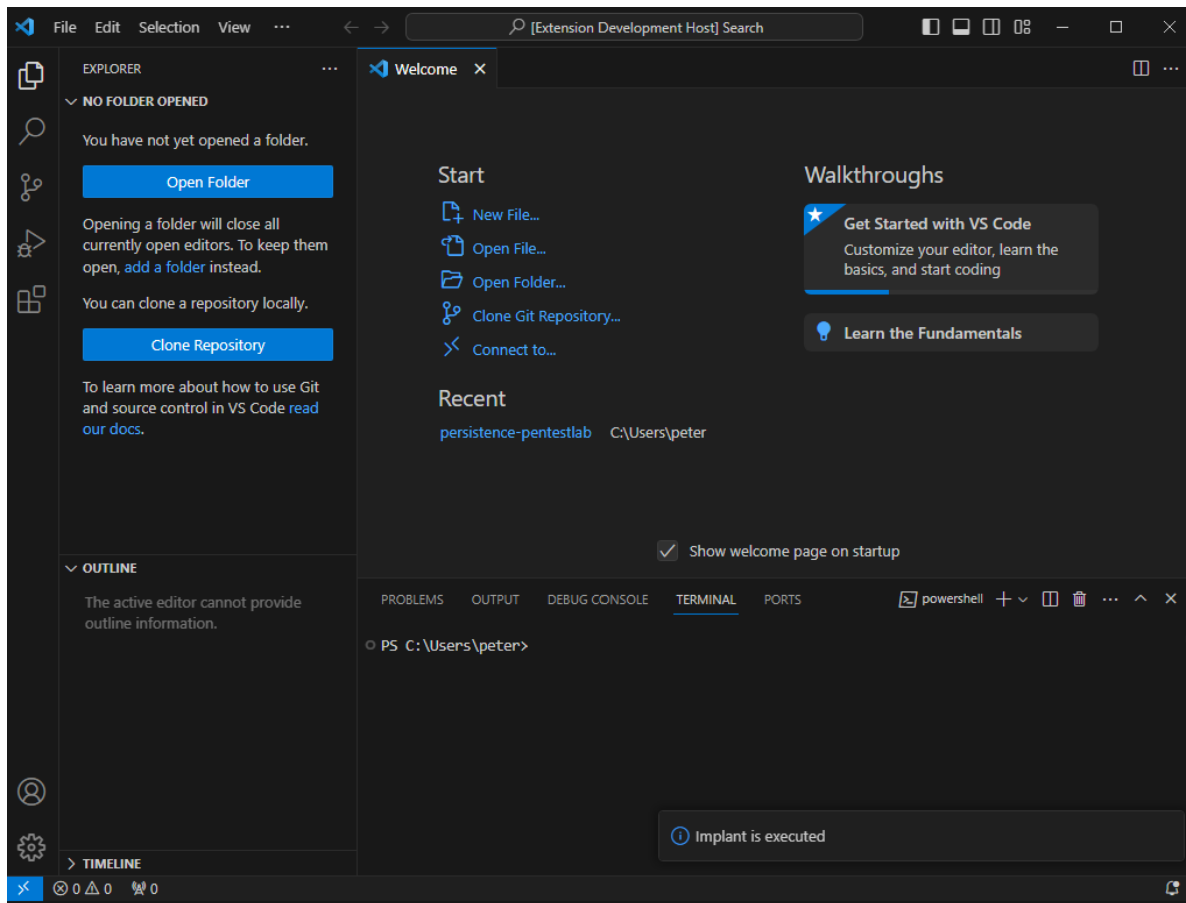 File Edit Selection View ··· [Extension Development Host] Search
EXPLORER ···
NO FOLDER OPENED
You have not yet opened a folder.
Open Folder
Opening a folder will close all
currently open editors. To keep them
open, add a folder instead.
You can clone a repository locally.
Clone Repository
To learn more about how to use Git
and source control in VS Code read
our docs.
OUTLINE
The active editor cannot provide
outline information.
TIMELINE
Welcome
Start
New File...
Open File...
Open Folder...
Clone Git Repository...
Connect to...
Recent
persistence-pentestlab C:\Users\peter
Walkthroughs
Get Started with VS Code
Customize your editor, learn the
basics, and start coding
Learn the Fundamentals
Show welcome page on startup
PROBLEMS OUTPUT DEBUG CONSOLE TERMINAL PORTS powershell
PS C:\Users\peter>
Implant is executed
0 0 0